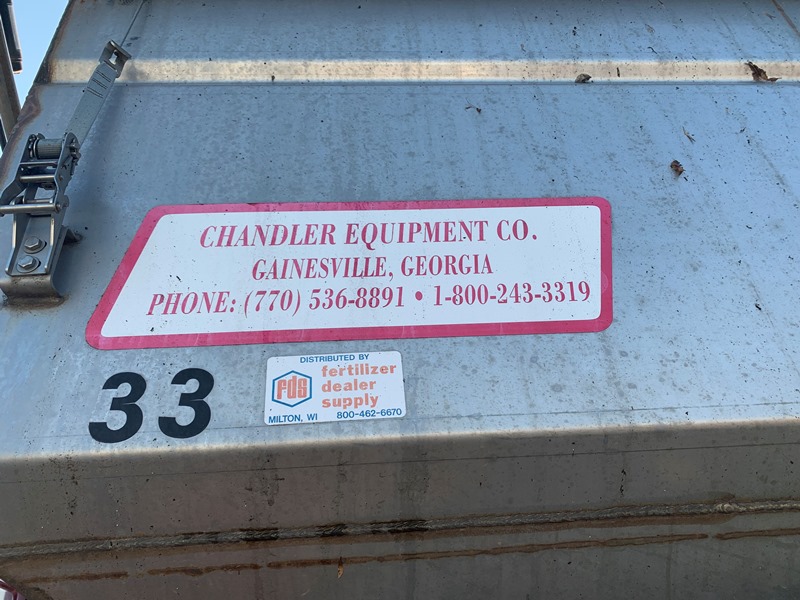 CHANDLER EQUIPMENT CO.
GAINESVILLE, GEORGIA
PHONE: (770) 536-8891 • 1-800-243-3319
33
DISTRIBUTED BY
fds
fertilizer
dealer
supply
MILTON, WI 800-462-6670